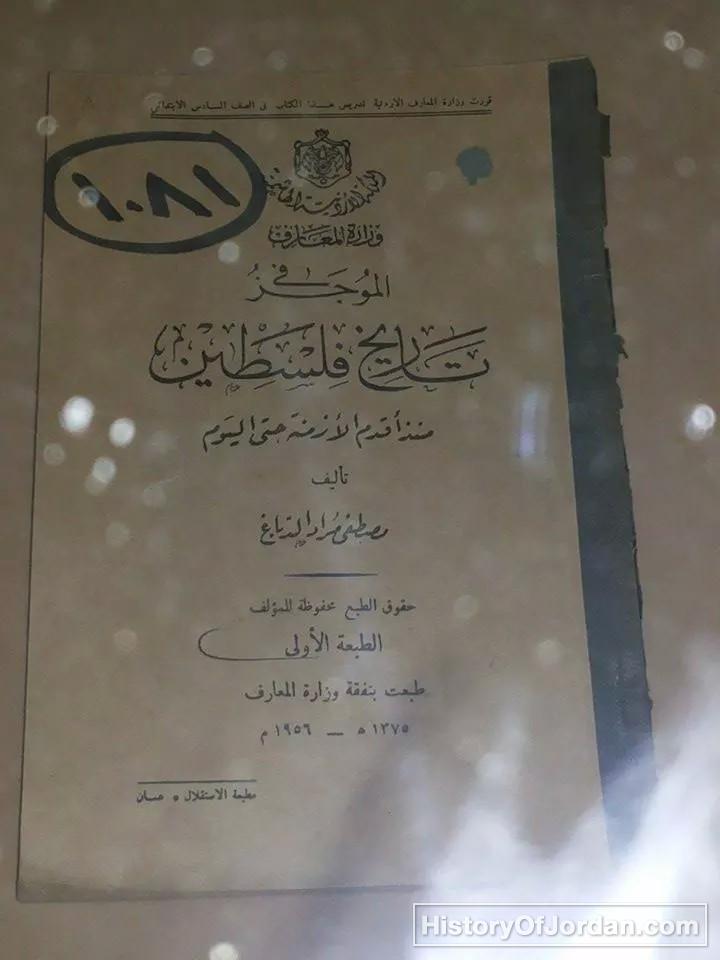 قررت وزارة المعارف الاردنية تدريس هذا الكتاب في الصف السادس الابتدائي
١٠٨١
المملكة الأردنية الهاشمية
وزارة المعارف
الموجز في
تاريخ فلسطين
منذ أقدم الأزمنة حتى اليوم
تأليف
مصطفى مراد الدباغ
حقوق الطبع محفوظة للمؤلف
الطبعة الأولى
طبعت بنفقة وزارة المعارف
١٣٧٥ ه — ١٩٥٦ م
مطبعة الاستقلال * عمان
HistoryOfJordan.com